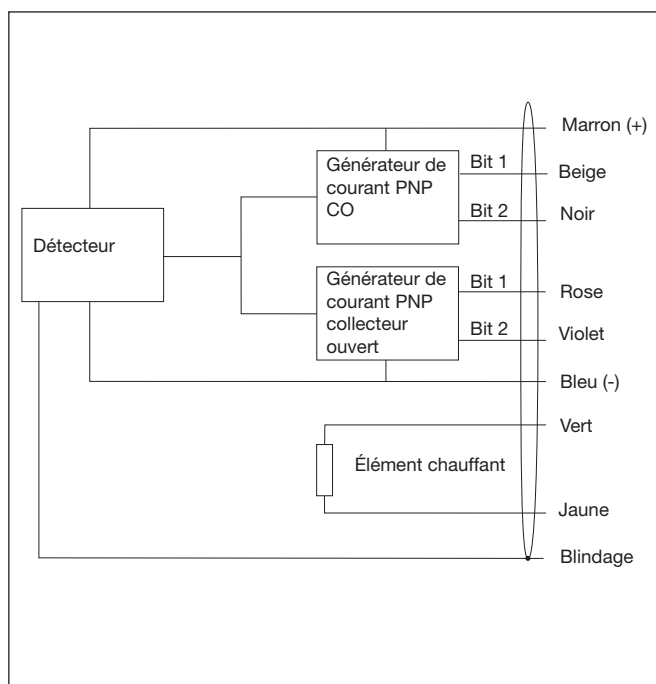 Marron (+)
Générateur de
courant PNP
CO
Bit 1
Beige
Bit 2
Noir
Détecteur
Générateur de
courant PNP
collecteur
ouvert
Bit 1
Rose
Bit 2
Violet
Bleu (-)
Vert
Élément chauffant
Jaune
Blindage